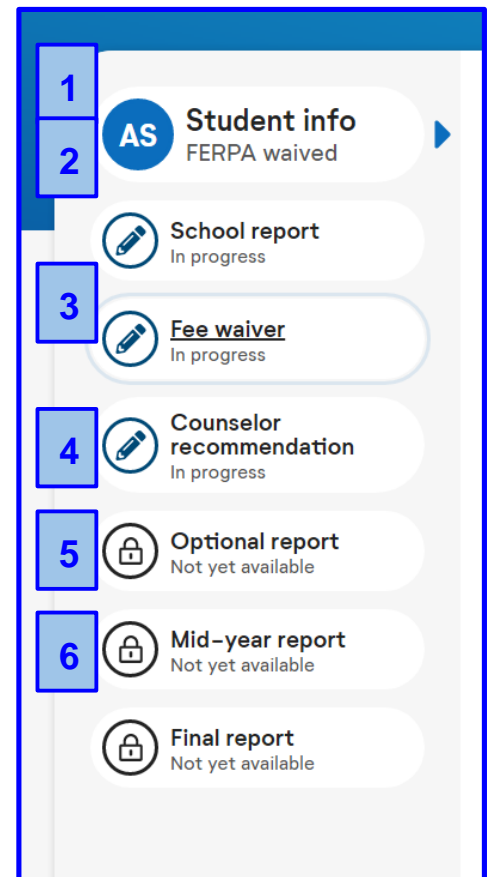 1
2
AS
Student info
FERPA waived
School report
In progress
3
Fee waiver
In progress
4
Counselor
recommendation
In progress
5
Optional report
Not yet available
6
Mid-year report
Not yet available
Final report
Not yet available